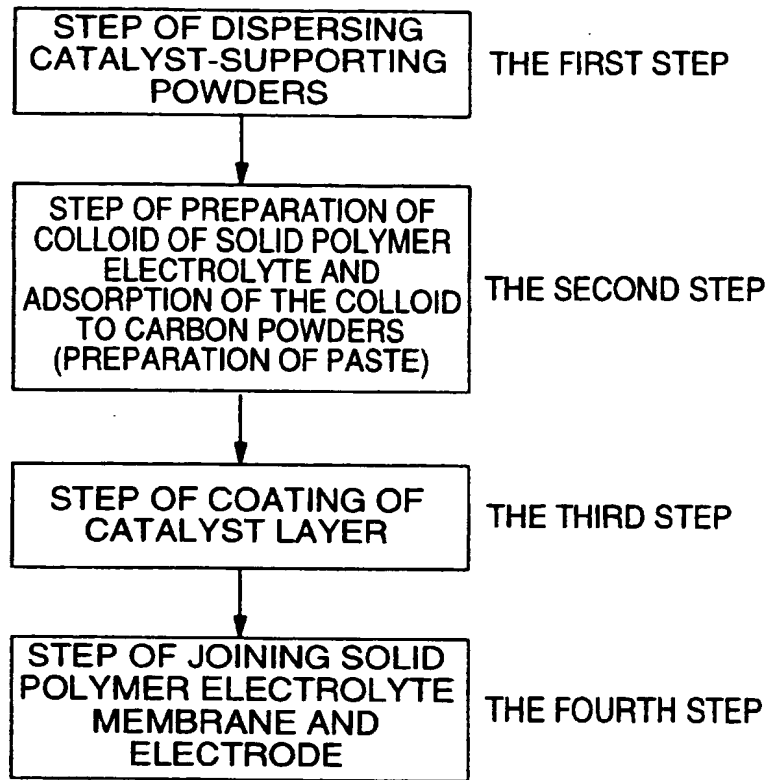 STEP OF DISPERSING
CATALYST-SUPPORTING
POWDERS
THE FIRST STEP
STEP OF PREPARATION OF
COLLOID OF SOLID POLYMER
ELECTROLYTE AND
ADSORPTION OF THE COLLOID
TO CARBON POWDERS
(PREPARATION OF PASTE)
THE SECOND STEP
STEP OF COATING OF
CATALYST LAYER
THE THIRD STEP
STEP OF JOINING SOLID
POLYMER ELECTROLYTE
MEMBRANE AND
ELECTRODE
THE FOURTH STEP